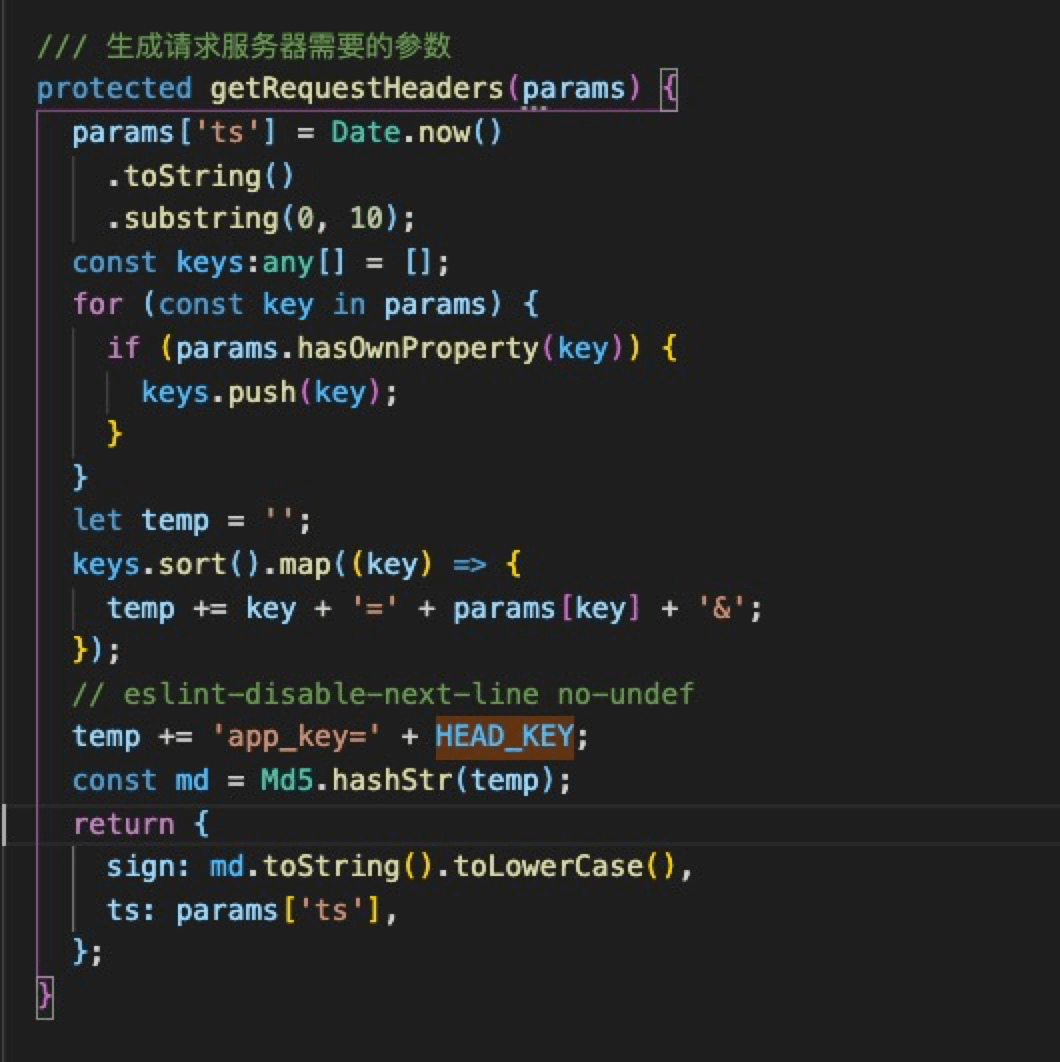 /// 生成请求服务器需要的参数
protected getRequestHeaders(params) {
  params['ts'] = Date.now()
    .toString()
    .substring(0, 10);
  const keys:any[] = [];
  for (const key in params) {
    if (params.hasOwnProperty(key)) {
      keys.push(key);
    }
  }
  let temp = '';
  keys.sort().map((key) => {
    temp += key + '=' + params[key] + '&';
  });
  // eslint-disable-next-line no-undef
  temp += 'app_key=' + HEAD_KEY;
  const md = Md5.hashStr(temp);
  return {
    sign: md.toString().toLowerCase(),
    ts: params['ts'],
  };
}